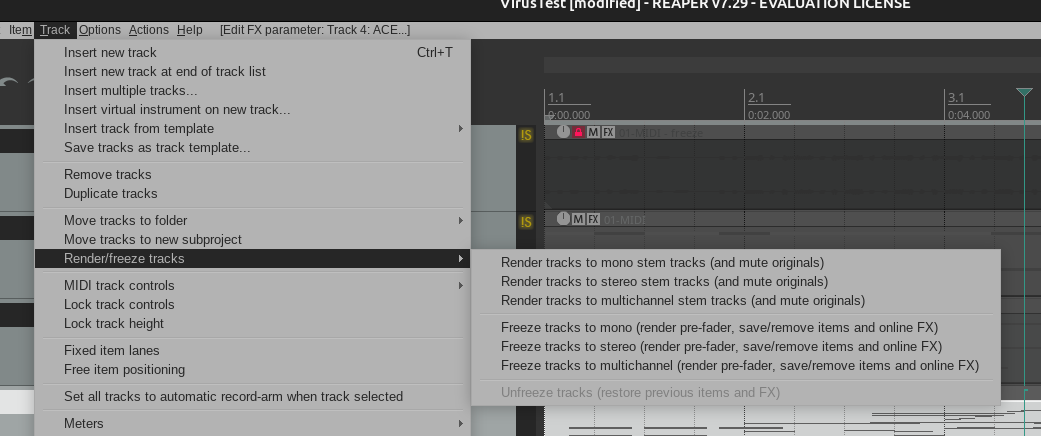 VirusTest [modified] - REAPER v7.29 - EVALUATION LICENSE
Item Track Options Actions Help [Edit FX parameter: Track 4: ACE...]
Insert new track Ctrl+T
Insert new track at end of track list
Insert multiple tracks...
Insert virtual instrument on new track...
Insert track from template
Save tracks as track template...
Remove tracks
Duplicate tracks
Move tracks to folder
Move tracks to new subproject
Render/freeze tracks
MIDI track controls
Lock track controls
Lock track height
Fixed item lanes
Free item positioning
Set all tracks to automatic record-arm when track selected
Meters
1.1 2.1 3.1
0:00.000 0:02.000 0:04.000
M FX 01-MIDI - freeze
M FX 01-MIDI
Render tracks to mono stem tracks (and mute originals)
Render tracks to stereo stem tracks (and mute originals)
Render tracks to multichannel stem tracks (and mute originals)
Freeze tracks to mono (render pre-fader, save/remove items and online FX)
Freeze tracks to stereo (render pre-fader, save/remove items and online FX)
Freeze tracks to multichannel (render pre-fader, save/remove items and online FX)
Unfreeze tracks (restore previous items and FX)